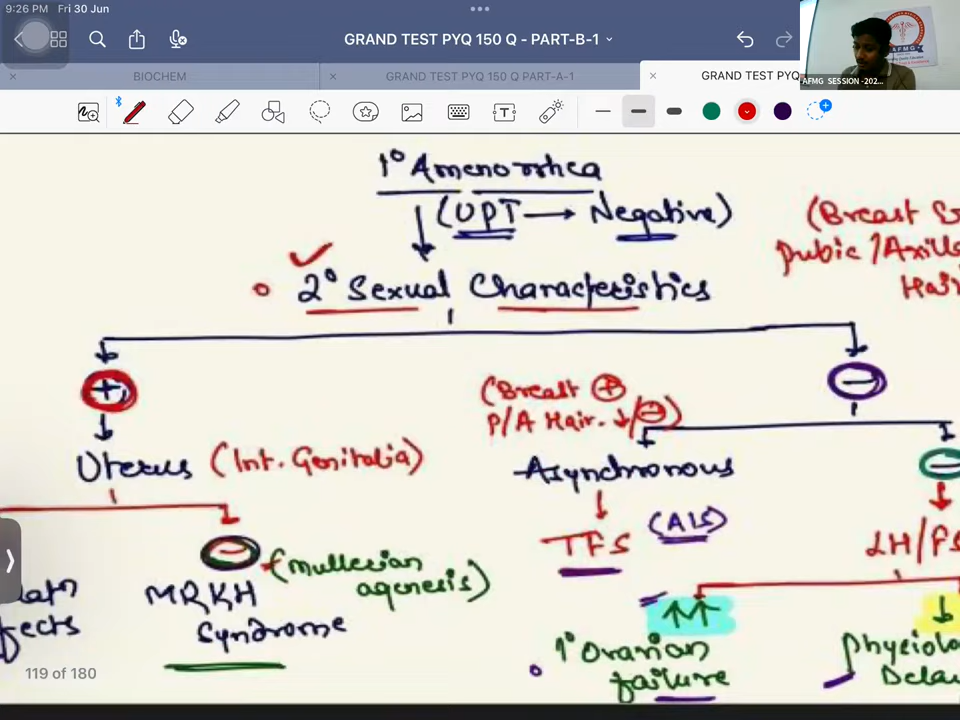 9:26 PM Fri 30 Jun
GRAND TEST PYQ 150 Q - PART-B-1
BIOCHEM
GRAND TEST PYQ 150 Q PART-A-1
GRAND TEST PYQ
AFMG SESSION -202...
1° Amenorrhea
(UPT → Negative)
(Breast
Pubic / Axill
Hair
2° Sexual Characteristics
+
−
(Breast +
P/A Hair. ↓/−)
Uterus (Int. Genitalia)
Asynchronous
−
TFS (AIS)
LH/FS
− (mullerian
agenesis)
MRKH
Syndrome
fects
↑↑
↓
1° Ovarian
failure
Physiolo
Dela
119 of 180